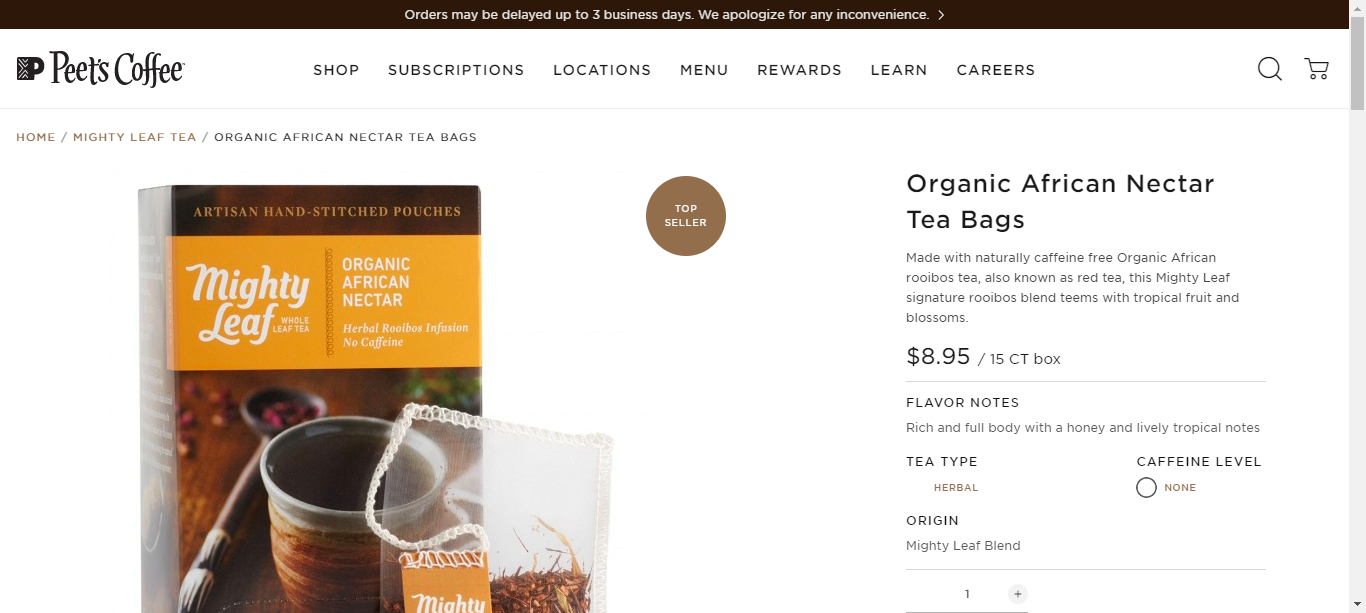 Orders may be delayed up to 3 business days. We apologize for any inconvenience.
Peet's Coffee
SHOP SUBSCRIPTIONS LOCATIONS MENU REWARDS LEARN CAREERS
HOME / MIGHTY LEAF TEA / ORGANIC AFRICAN NECTAR TEA BAGS
ARTISAN HAND-STITCHED POUCHES
Mighty
Leaf
WHOLE
LEAF TEA
ORGANIC
AFRICAN
NECTAR
Herbal Rooibos Infusion
No Caffeine
Mighty
TOP
SELLER
Organic African Nectar
Tea Bags
Made with naturally caffeine free Organic African
rooibos tea, also known as red tea, this Mighty Leaf
signature rooibos blend teems with tropical fruit and
blossoms.
$8.95 / 15 CT box
FLAVOR NOTES
Rich and full body with a honey and lively tropical notes
TEA TYPE
HERBAL
CAFFEINE LEVEL
NONE
ORIGIN
Mighty Leaf Blend
1 +